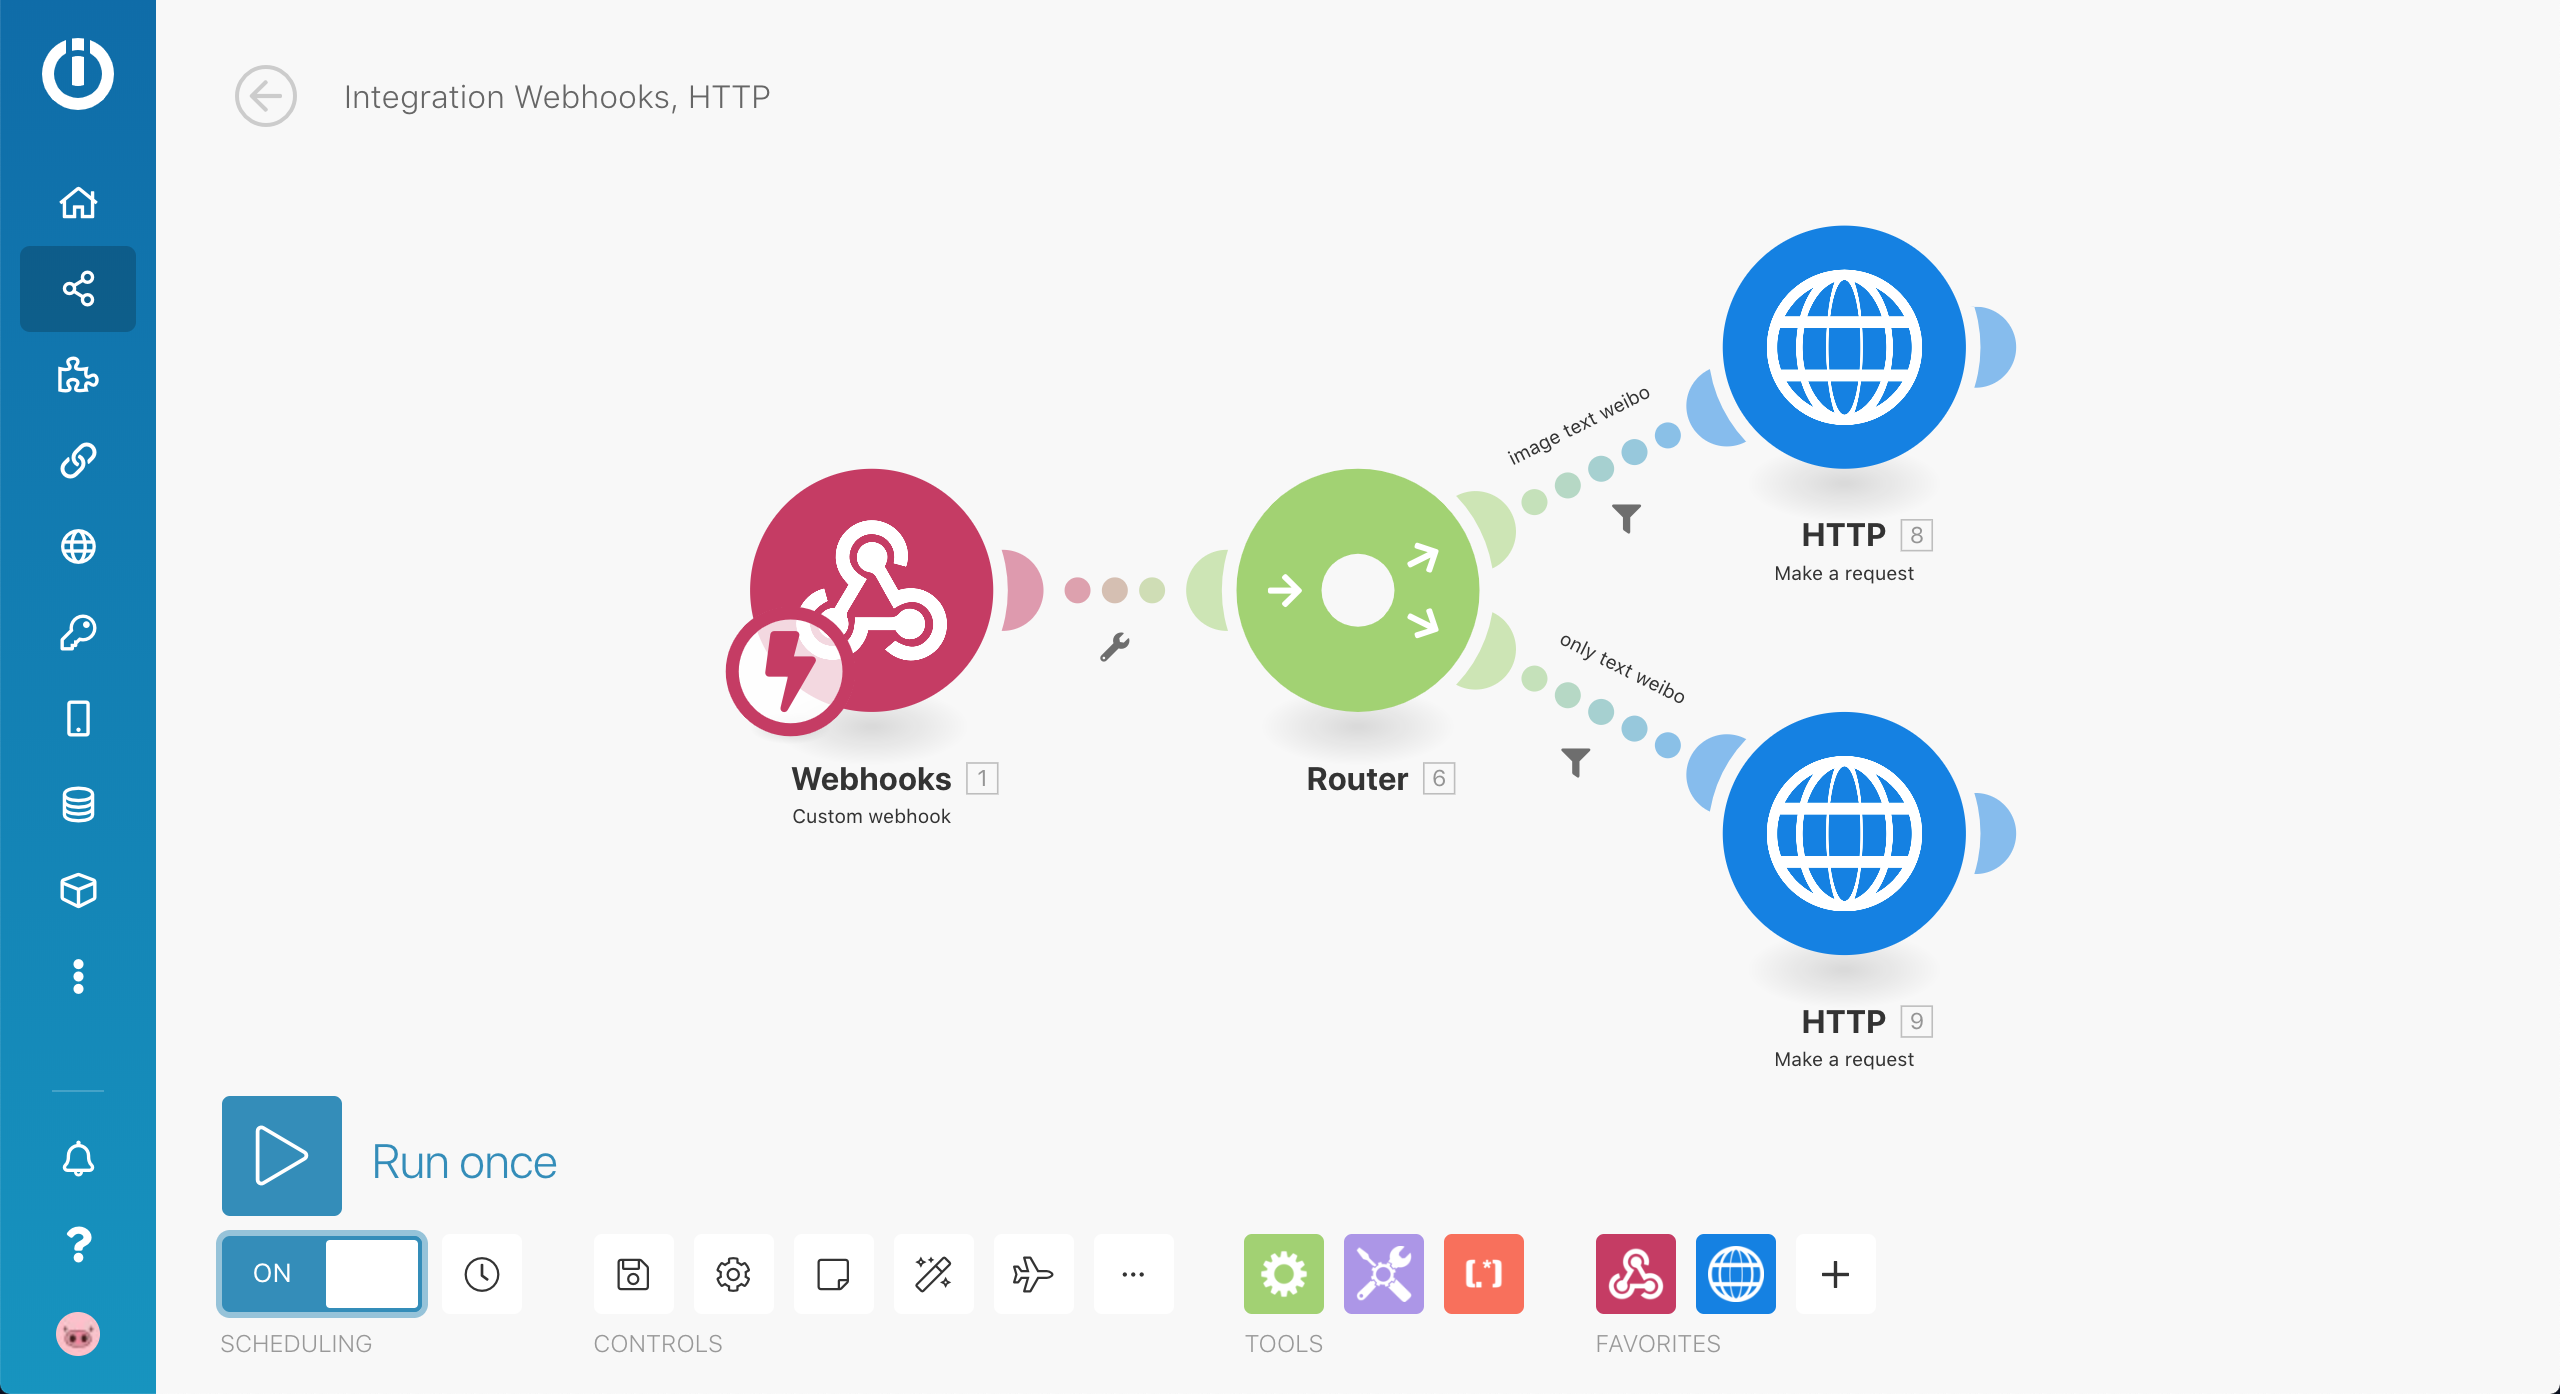 Integration Webhooks, HTTP
image text weibo
HTTP 8
Make a request
only text weibo
Webhooks 1
Custom webhook
Router 6
HTTP 9
Make a request
Run once
ON
SCHEDULING
CONTROLS
TOOLS
FAVORITES